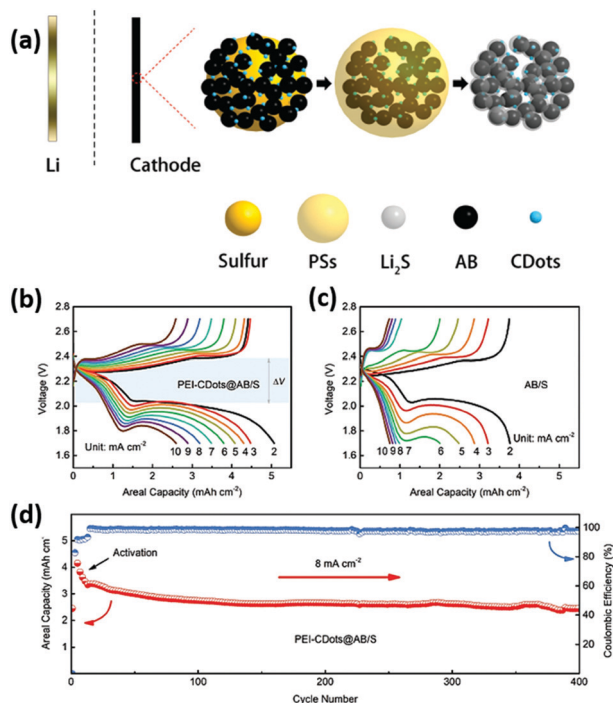 (a)
Li
Cathode
Sulfur PSs Li₂S AB CDots
(b)
2.8
2.6
2.4
2.2
2.0
1.8
1.6
Voltage (V)
PEI-CDots@AB/S
ΔV
Unit: mA cm⁻²
10 9 8 7 6 5 4 3 2
0 1 2 3 4 5
Areal Capacity (mAh cm⁻²)
(c)
2.8
2.6
2.4
2.2
2.0
1.8
1.6
Voltage (V)
AB/S
Unit: mA cm⁻²
10 9 8 7 6 5 4 3 2
0 1 2 3 4 5
Areal Capacity (mAh cm⁻²)
(d)
5
4
3
2
1
Areal Capacity (mAh cm⁻
Activation
8 mA cm⁻²
PEI-CDots@AB/S
100
80
60
40
20
0
Coulombic Efficiency (%)
0 100 200 300 400
Cycle Number